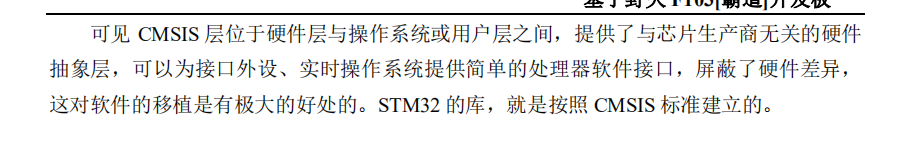 可见 CMSIS 层位于硬件层与操作系统或用户层之间，提供了与芯片生产商无关的硬件
抽象层，可以为接口外设、实时操作系统提供简单的处理器软件接口，屏蔽了硬件差异，
这对软件的移植是有极大的好处的。STM32 的库，就是按照 CMSIS 标准建立的。